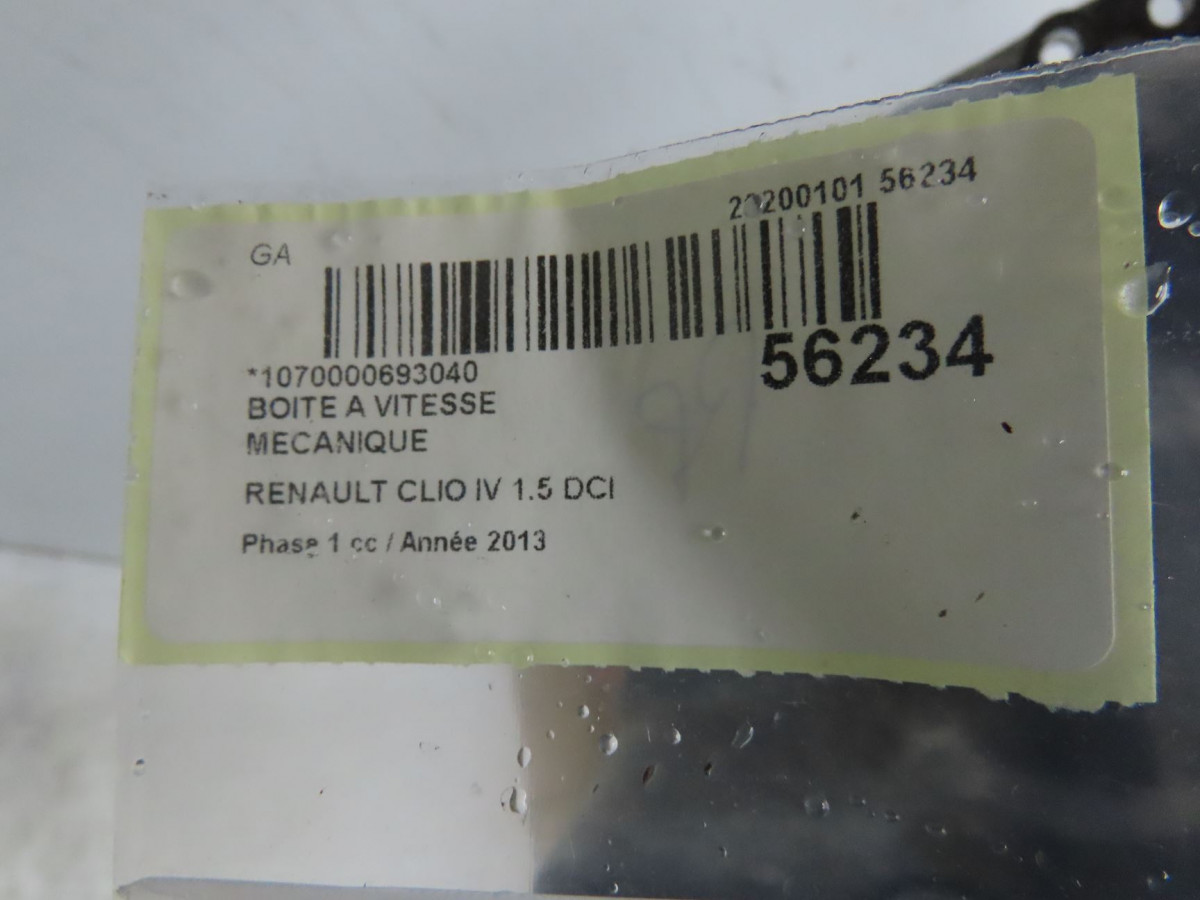 20200101 56234
GA
56234
*1070000693040
BOITE A VITESSE
MECANIQUE
RENAULT CLIO IV 1.5 DCI
Phase 1 cc / Année 2013